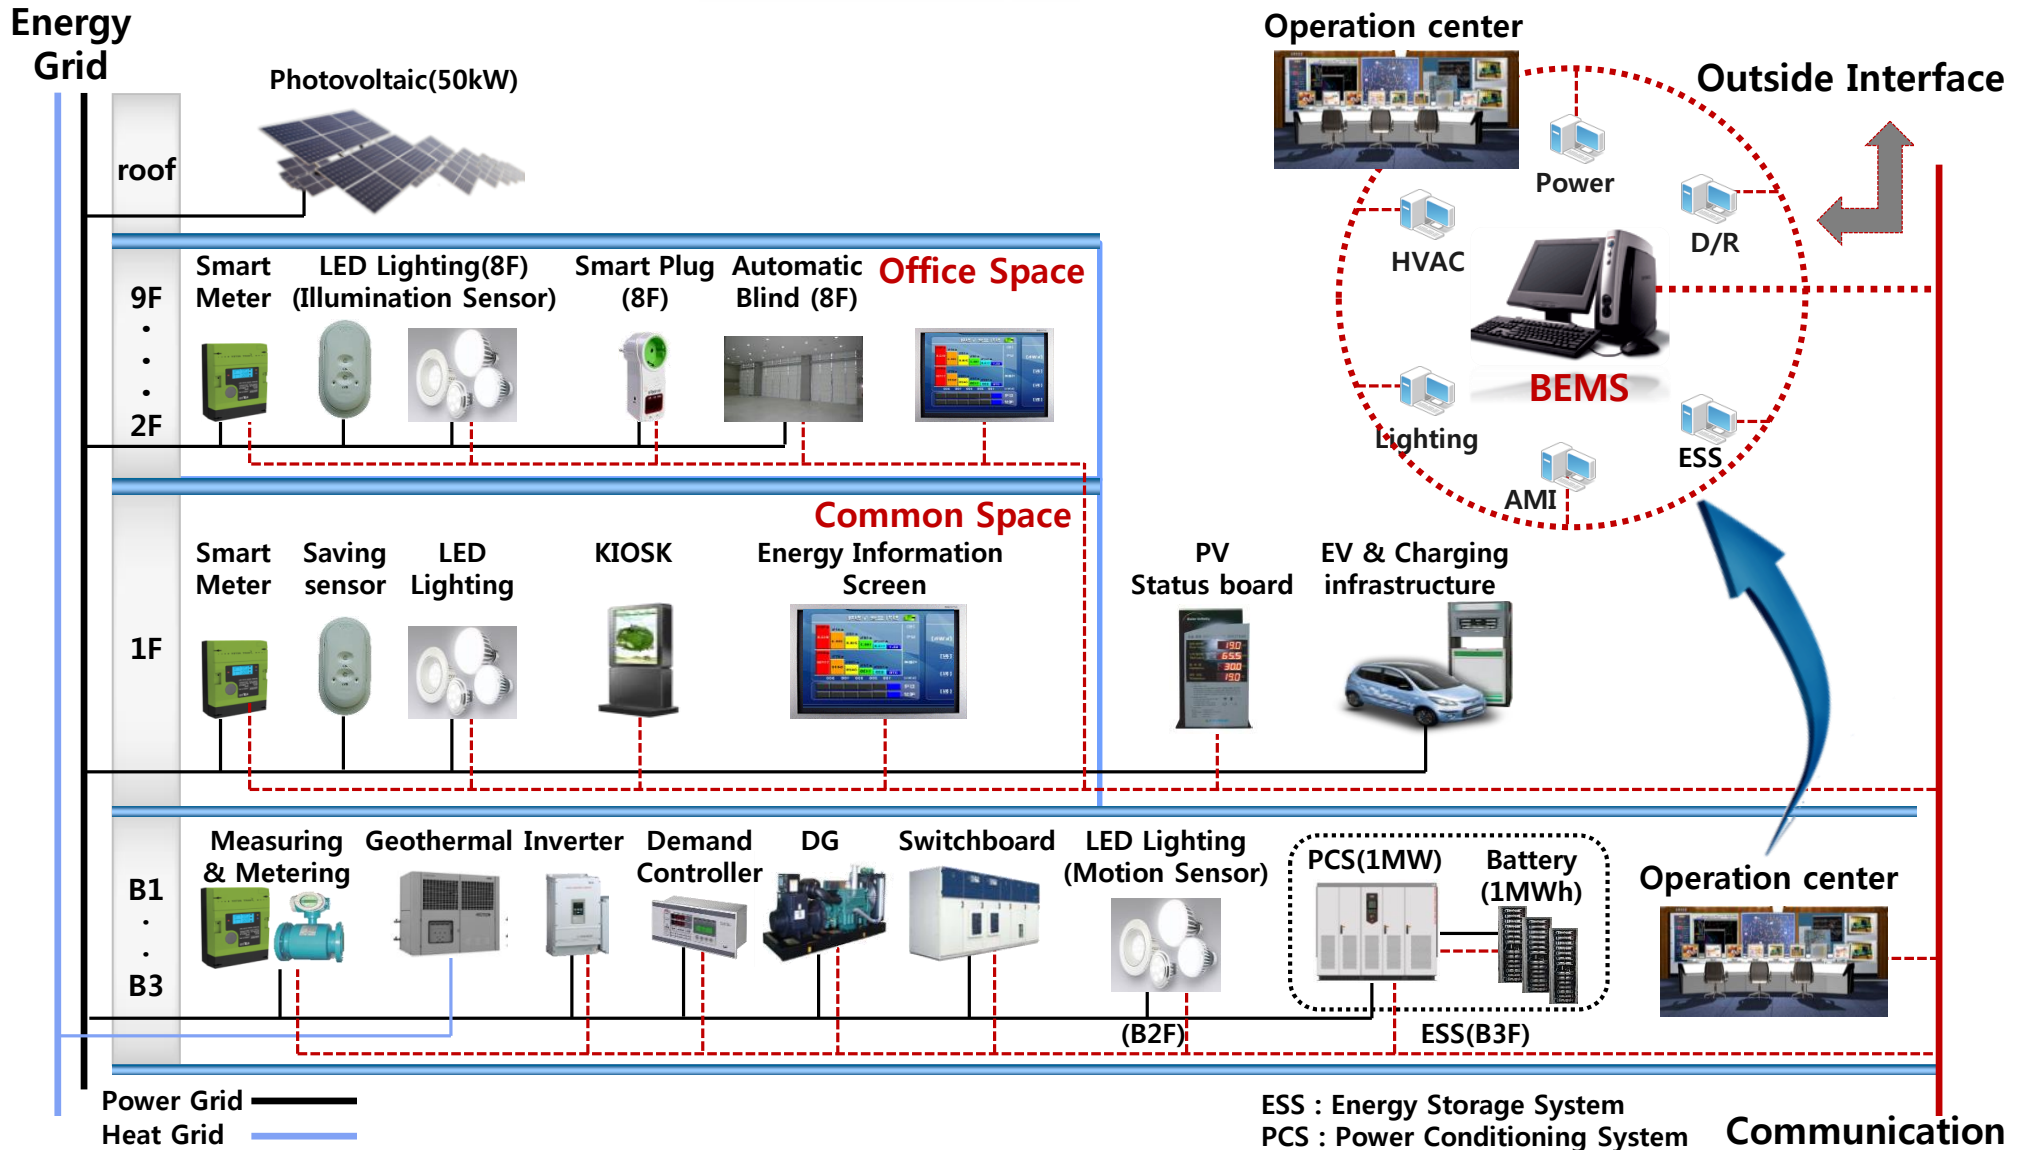 Energy
Grid
Photovoltaic(50kW)
roof
Operation center
Outside Interface
Power
D/R
HVAC
BEMS
Lighting
ESS
AMI
9F
2F
Smart
Meter
LED Lighting(8F)
(Illumination Sensor)
Smart Plug
(8F)
Automatic
Blind (8F)
Office Space
Common Space
1F
Smart
Meter
Saving
sensor
LED
Lighting
KIOSK
Energy Information
Screen
PV
Status board
EV & Charging
infrastructure
B1
B3
Measuring
& Metering
Geothermal
Inverter
Demand
Controller
DG
Switchboard
LED Lighting
(Motion Sensor)
(B2F)
PCS(1MW)
Battery
(1MWh)
ESS(B3F)
Operation center
Power Grid
Heat Grid
ESS : Energy Storage System
PCS : Power Conditioning System
Communication